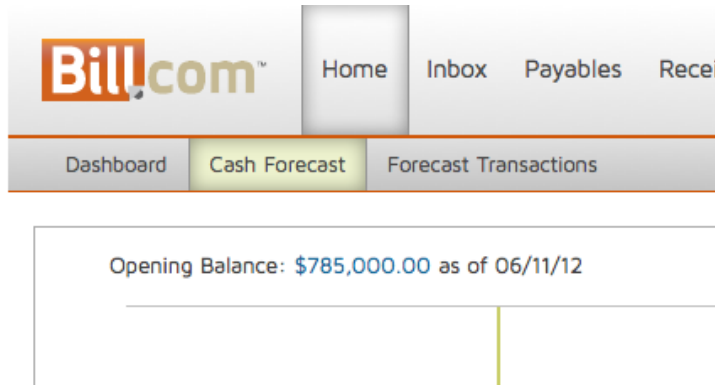 Bill.com™
Home Inbox Payables
Dashboard Cash Forecast Forecast Transactions
Opening Balance: $785,000.00 as of 06/11/12